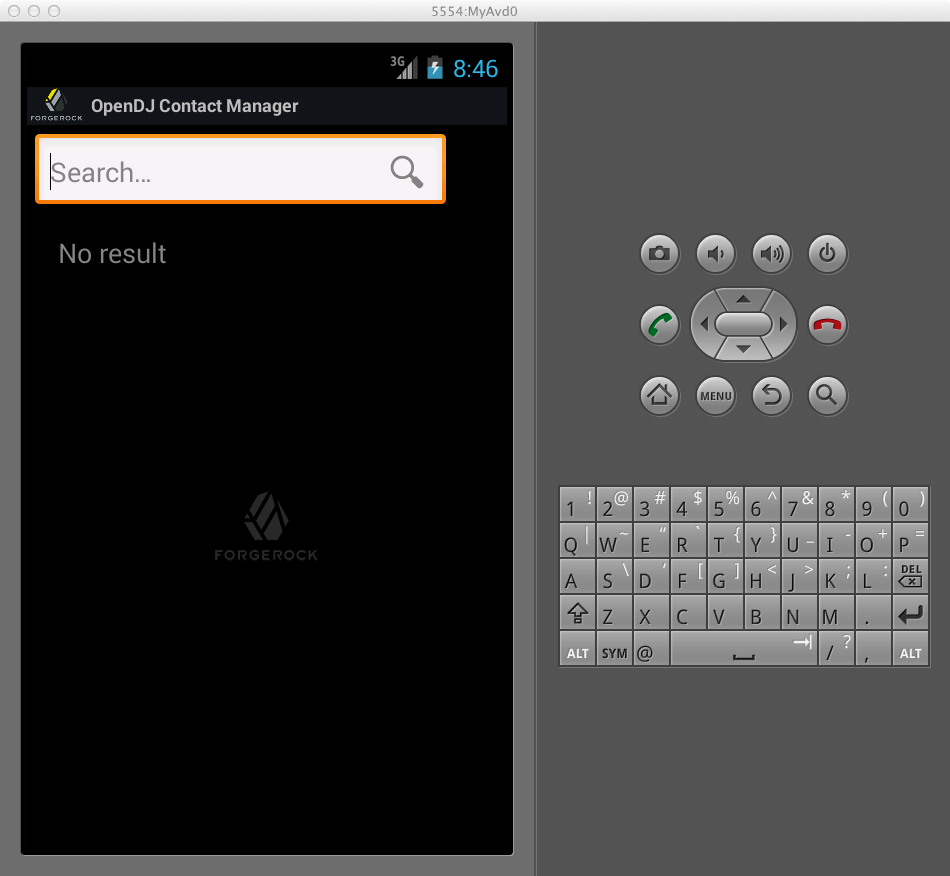 5554:MyAvd0
3G 8:46
FORGEROCK OpenDJ Contact Manager
Search...
No result
FORGEROCK
MENU
1 ! 2 @ 3 # 4 $ 5 % 6 ^ 7 & 8 * 9 ( 0 )
Q | W ~ E “ R ` T { Y } U _ I - O + P =
A S \ D ‘ F [ G ] H < J > K ; L : DEL
Z X C V B N M .
ALT SYM @ / ? , ALT